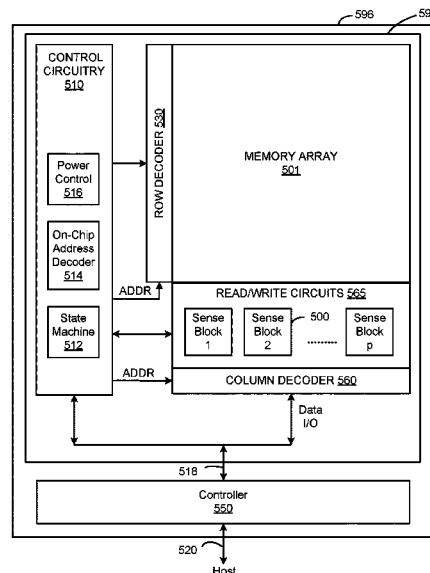 596
CONTROL
CIRCUITRY
510
Power
Control
516
On-Chip
Address
Decoder
514
State
Machine
512
ROW DECODER 530
MEMORY ARRAY
501
ADDR
READ/WRITE CIRCUITS 565
500
Sense
Block
1
Sense
Block
2
Sense
Block
p
ADDR
COLUMN DECODER 560
Data
I/O
518
Controller
550
520
Host